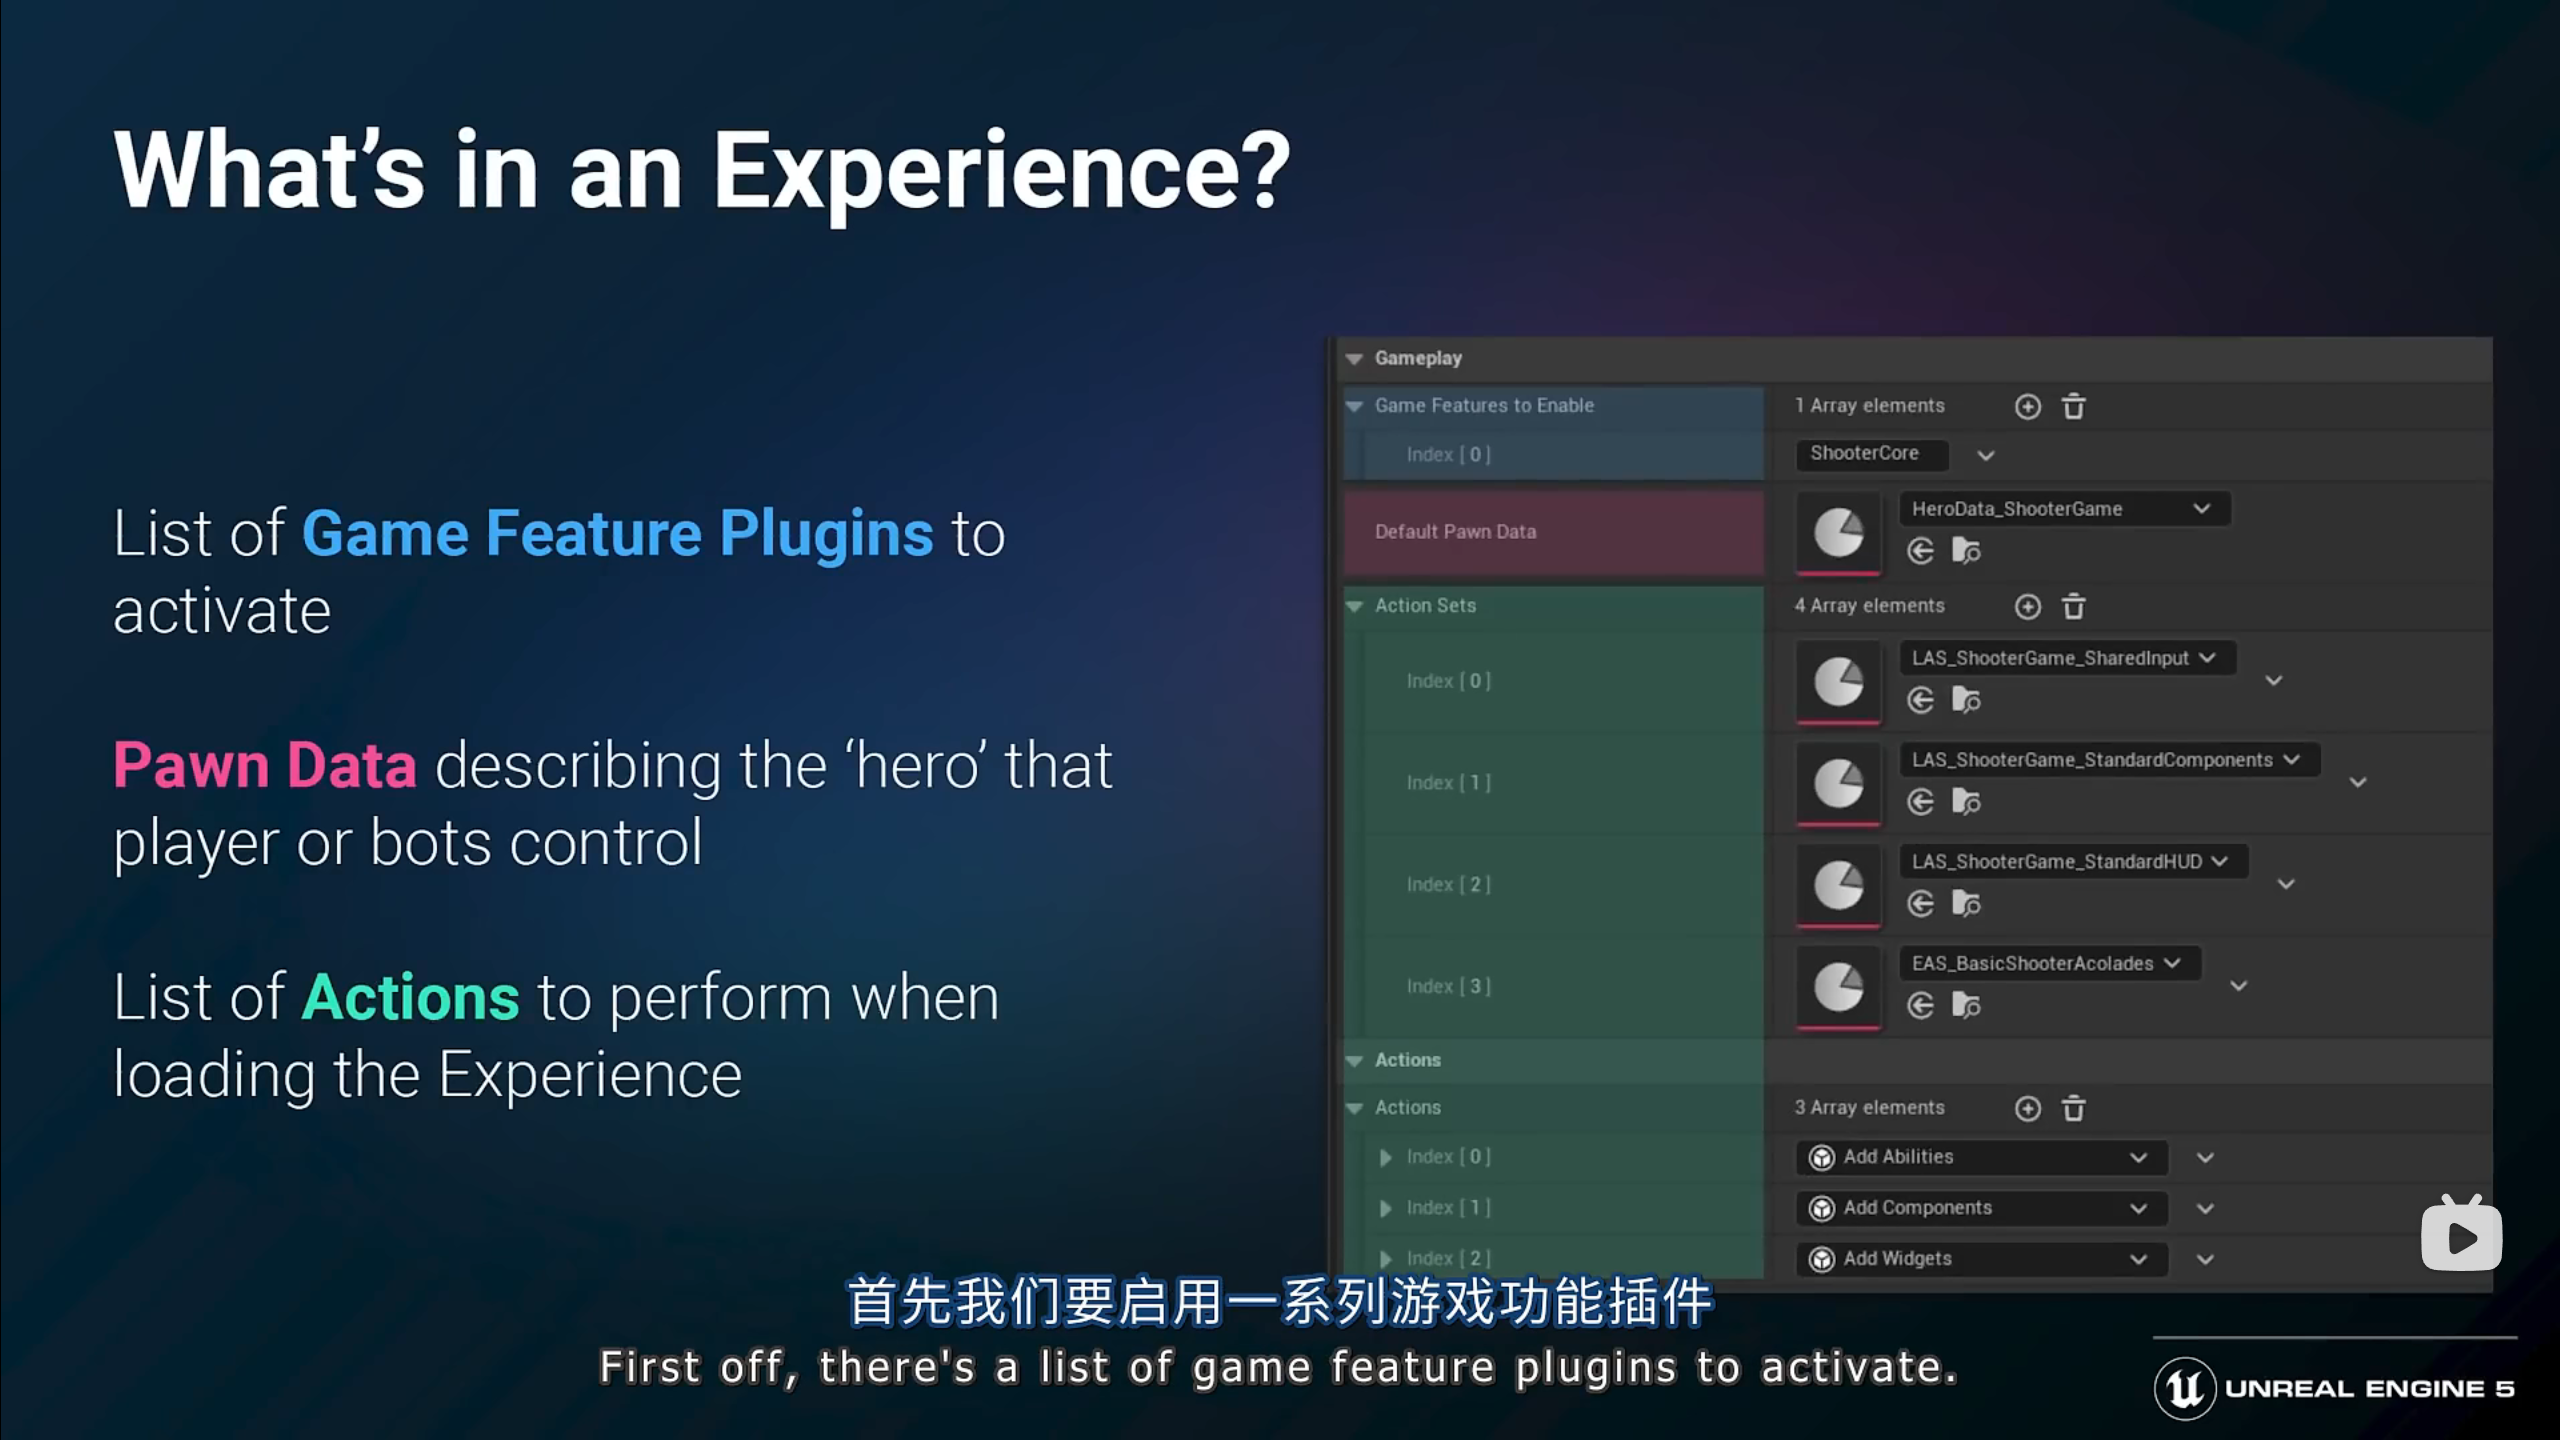 What's in an Experience?
List of Game Feature Plugins to
activate
Pawn Data describing the ‘hero’ that
player or bots control
List of Actions to perform when
loading the Experience
Gameplay
Game Features to Enable 1 Array elements
Index [ 0 ] ShooterCore
Default Pawn Data HeroData_ShooterGame
Action Sets 4 Array elements
Index [ 0 ] LAS_ShooterGame_SharedInput
Index [ 1 ] LAS_ShooterGame_StandardComponents
Index [ 2 ] LAS_ShooterGame_StandardHUD
Index [ 3 ] EAS_BasicShooterAcolades
Actions
Actions 3 Array elements
Index [ 0 ] Add Abilities
Index [ 1 ] Add Components
Index [ 2 ] Add Widgets
首先我们要启用一系列游戏功能插件
First off, there's a list of game feature plugins to activate.
UNREAL ENGINE 5